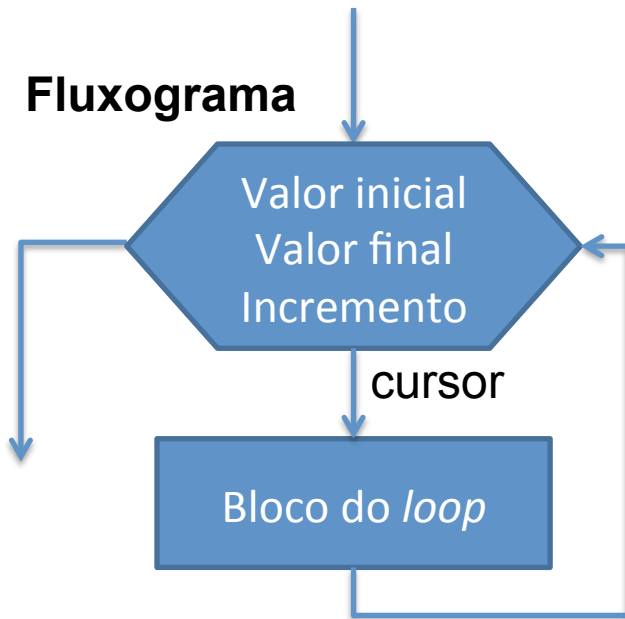 Fluxograma
Valor inicial
Valor final
Incremento
cursor
Bloco do loop